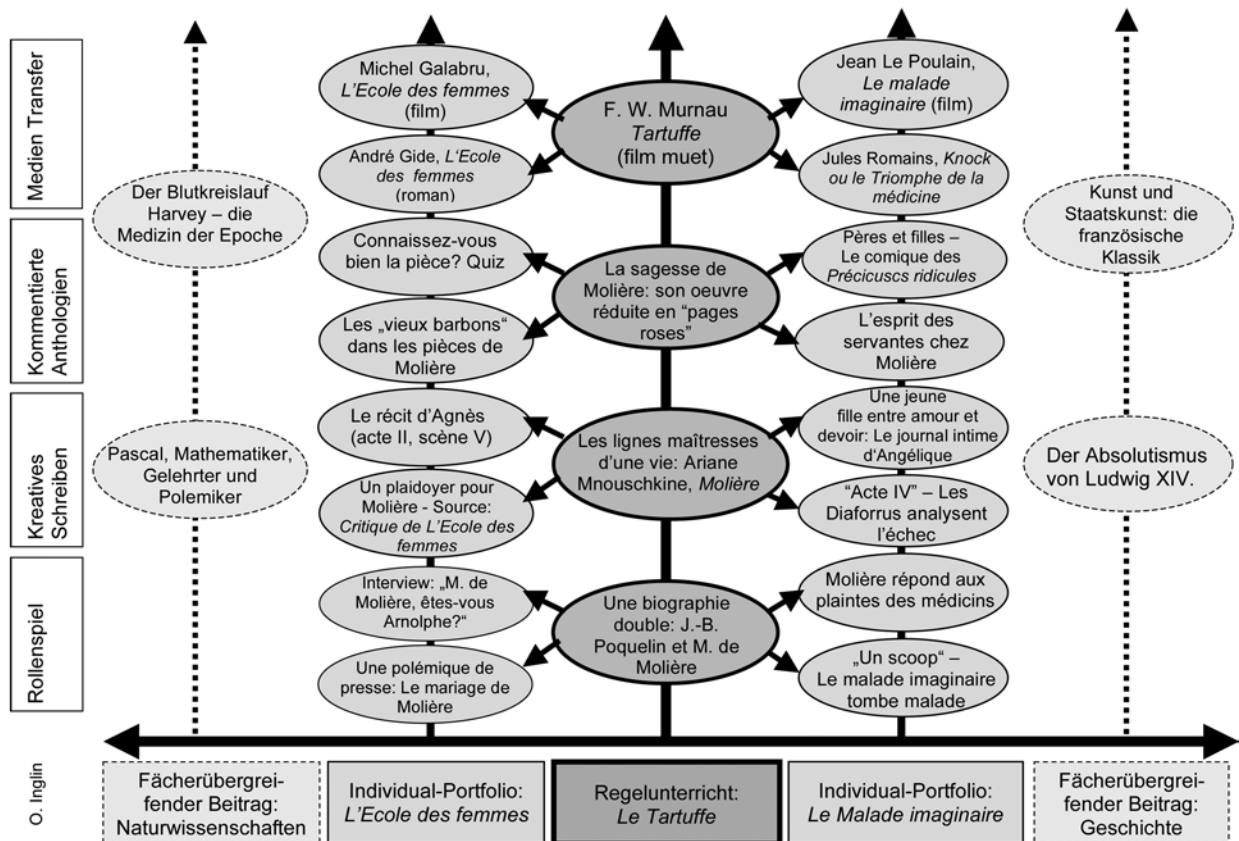 Medien Transfer
Kommentierte
Anthologien
Kreatives
Schreiben
Rollenspiel
O. Inglin
Der Blutkreislauf
Harvey – die
Medizin der Epoche
Pascal, Mathematiker,
Gelehrter und
Polemiker
Fächerübergrei-
fender Beitrag:
Naturwissenschaften
Michel Galabru,
L'Ecole des femmes
(film)
André Gide, L‘Ecole
des femmes
(roman)
Connaissez-vous
bien la pièce? Quiz
Les „vieux barbons“
dans les pièces de
Molière
Le récit d’Agnès
(acte II, scène V)
Un plaidoyer pour
Molière - Source:
Critique de L’Ecole des
femmes
Interview: „M. de
Molière, êtes-vous
Arnolphe?“
Une polémique de
presse: Le mariage de
Molière
Individual-Portfolio:
L’Ecole des femmes
F. W. Murnau
Tartuffe
(film muet)
La sagesse de
Molière: son oeuvre
réduite en “pages
roses”
Les lignes maîtresses
d’une vie: Ariane
Mnouschkine, Molière
Une biographie
double: J.-B.
Poquelin et M. de
Molière
Regelunterricht:
Le Tartuffe
Jean Le Poulain,
Le malade
imaginaire (film)
Jules Romains, Knock
ou le Triomphe de la
médicine
Pères et filles –
Le comique des
Précicuscs ridicules
L’esprit des
servantes chez
Molière
Une jeune
fille entre amour et
devoir: Le journal intime
d‘Angélique
“Acte IV” – Les
Diaforrus analysent
l’échec
Molière répond aux
plaintes des médicins
„Un scoop“ –
Le malade imaginaire
tombe malade
Individual-Portfolio:
Le Malade imaginaire
Kunst und
Staatskunst: die
französische
Klassik
Der Absolutismus
von Ludwig XIV.
Fächerübergrei-
fender Beitrag:
Geschichte